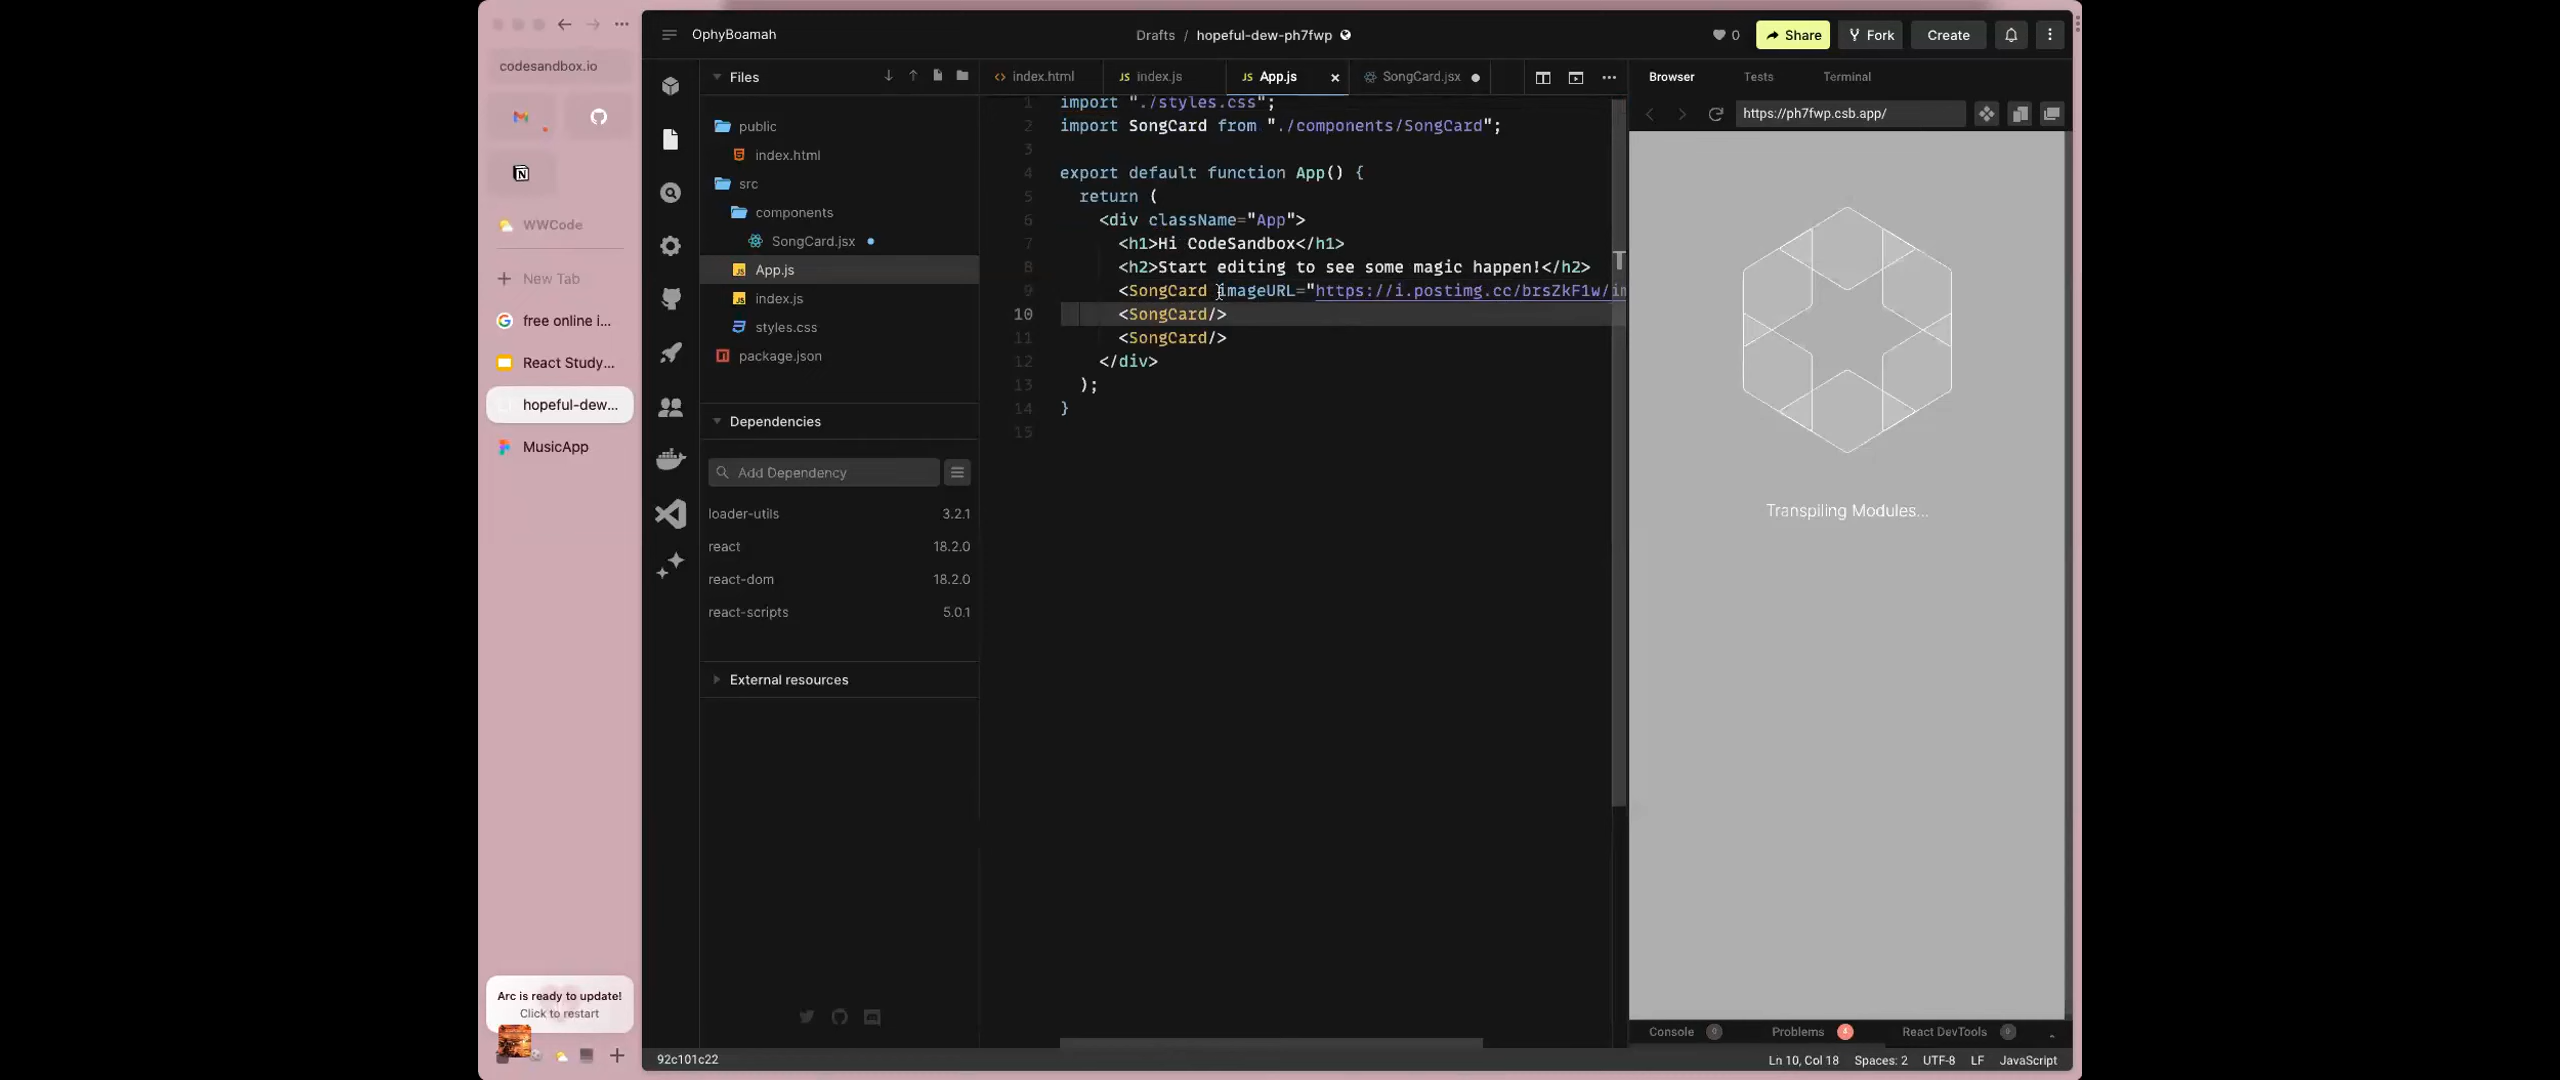 codesandbox.io
WWCode
New Tab
free online i...
React Study...
hopeful-dew...
MusicApp
Arc is ready to update!
Click to restart
OphyBoamah
Drafts / hopeful-dew-ph7fwp
0
Share
Fork
Create
Files
public
index.html
src
components
SongCard.jsx
App.js
index.js
styles.css
package.json
Dependencies
Add Dependency
loader-utils 3.2.1
react 18.2.0
react-dom 18.2.0
react-scripts 5.0.1
External resources
index.html
index.js
App.js
SongCard.jsx
1 import "./styles.css";
2 import SongCard from "./components/SongCard";
3
4 export default function App() {
5 return (
6 <div className="App">
7 <h1>Hi CodeSandbox</h1>
8 <h2>Start editing to see some magic happen!</h2>
9 <SongCard imageURL="https://i.postimg.cc/brsZkF1w/im
10 <SongCard/>
11 <SongCard/>
12 </div>
13 );
14 }
15
Browser
Tests
Terminal
https://ph7fwp.csb.app/
Transpiling Modules...
Console
Problems
React DevTools
92c101c22
Ln 10, Col 18
Spaces: 2
UTF-8
LF
JavaScript